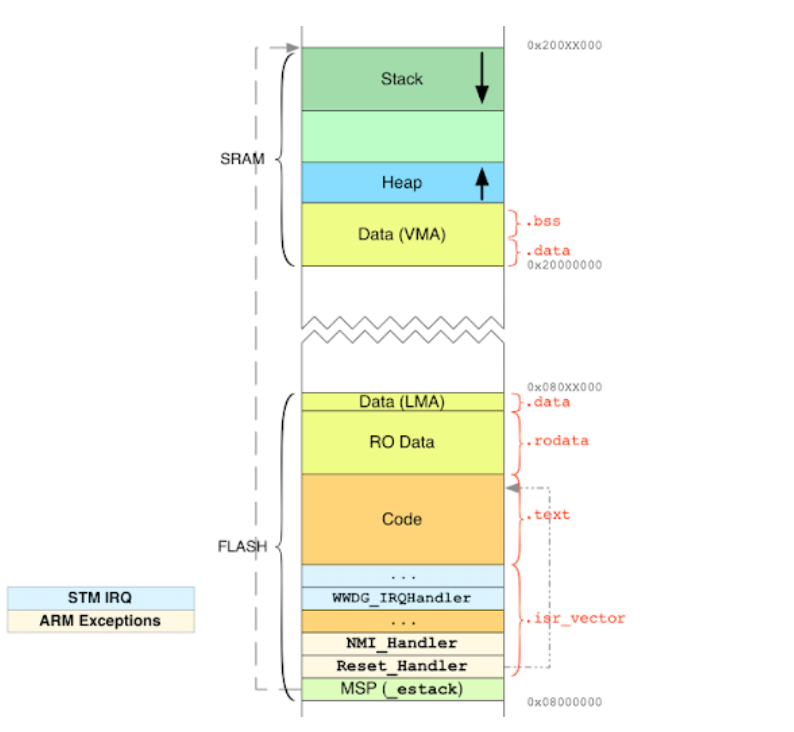 0x200XX000
Stack
SRAM
Heap
.bss
Data (VMA)
.data
0x20000000
0x080XX000
Data (LMA)
.data
RO Data
.rodata
Code
.text
FLASH
...
STM IRQ
WWDG_IRQHandler
ARM Exceptions
...
.isr_vector
NMI_Handler
Reset_Handler
MSP (_estack)
0x08000000